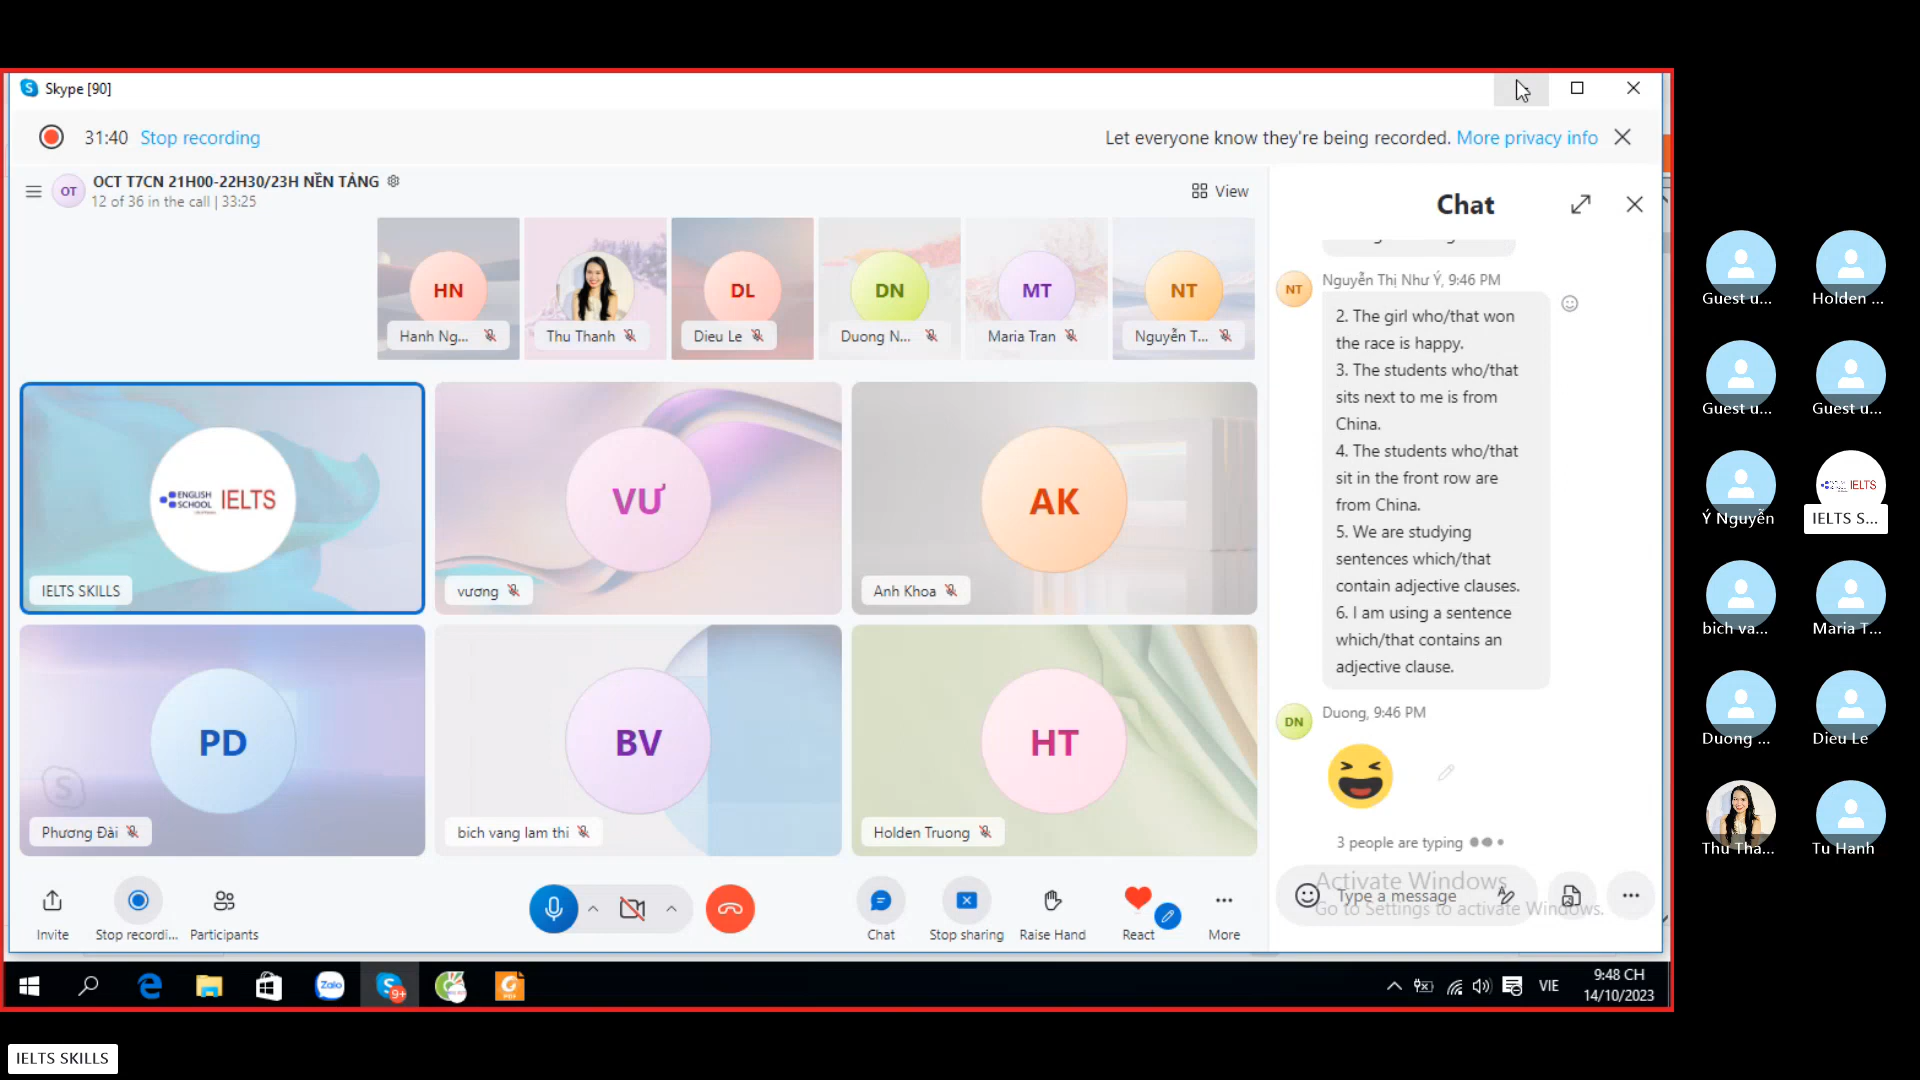 Skype [90]
31:40 Stop recording
Let everyone know they're being recorded. More privacy info
OT
OCT T7CN 21H00-22H30/23H NỀN TẢNG
12 of 36 in the call | 33:25
View
HN
Hanh Ng...
Thu Thanh
DL
Dieu Le
DN
Duong N...
MT
Maria Tran
NT
Nguyễn T...
ENGLISH SCHOOL IELTS
IELTS SKILLS
VƯ
vương
AK
Anh Khoa
PD
Phương Đài
BV
bich vang lam thi
HT
Holden Truong
Invite
Stop recordi...
Participants
Chat
Stop sharing
Raise Hand
React
More
Chat
NT
Nguyễn Thị Như Ý, 9:46 PM
2. The girl who/that won
the race is happy.
3. The students who/that
sits next to me is from
China.
4. The students who/that
sit in the front row are
from China.
5. We are studying
sentences which/that
contain adjective clauses.
6. I am using a sentence
which/that contains an
adjective clause.
DN
Duong, 9:46 PM
3 people are typing
Type a message
Activate Windows
Go to Settings to activate Windows.
Zalo
9+
VIE
9:48 CH
14/10/2023
Guest u...
Holden ...
Guest u...
Guest u...
Ý Nguyễn
IELTS
IELTS S...
bich va...
Maria T...
Duong ...
Dieu Le
Thu Tha...
Tu Hanh
IELTS SKILLS